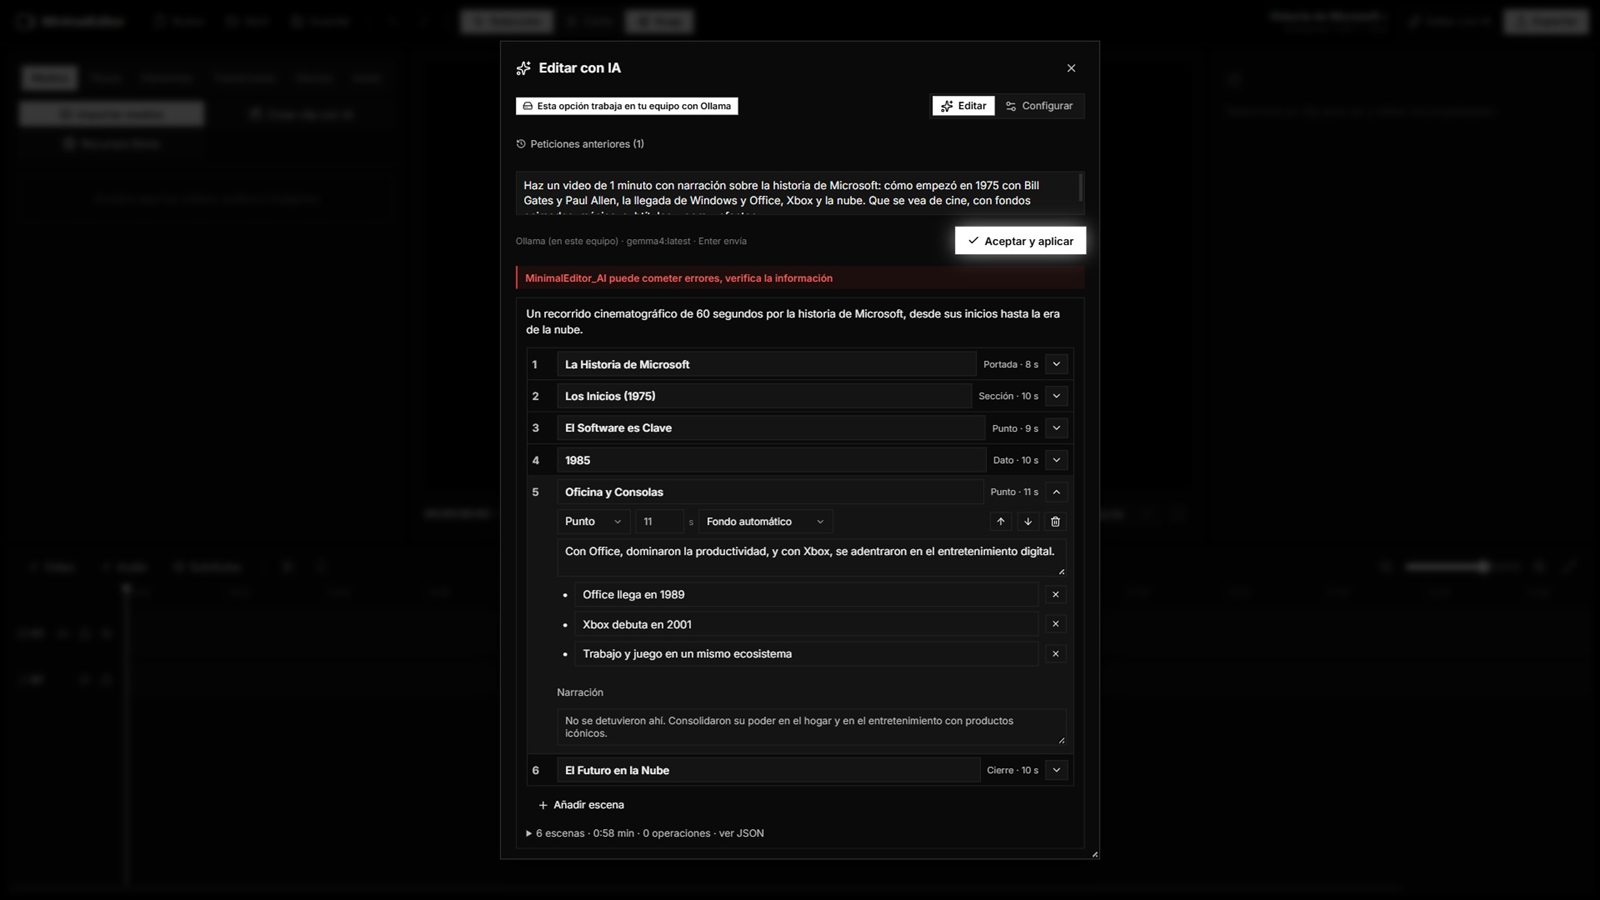 Editar con IA
Esta opción trabaja en tu equipo con Ollama
Editar
Configurar
Peticiones anteriores (1)
Haz un video de 1 minuto con narración sobre la historia de Microsoft: cómo empezó en 1975 con Bill
Gates y Paul Allen, la llegada de Windows y Office, Xbox y la nube. Que se vea de cine, con fondos
Ollama (en este equipo) · gemma4:latest · Enter envía
Aceptar y aplicar
MinimalEditor_AI puede cometer errores, verifica la información
Un recorrido cinematográfico de 60 segundos por la historia de Microsoft, desde sus inicios hasta la era
de la nube.
1 La Historia de Microsoft Portada · 8 s
2 Los Inicios (1975) Sección · 10 s
3 El Software es Clave Punto · 9 s
4 1985 Dato · 10 s
5 Oficina y Consolas Punto · 11 s
Punto 11 s Fondo automático
Con Office, dominaron la productividad, y con Xbox, se adentraron en el entretenimiento digital.
• Office llega en 1989
• Xbox debuta en 2001
• Trabajo y juego en un mismo ecosistema
Narración
No se detuvieron ahí. Consolidaron su poder en el hogar y en el entretenimiento con productos
icónicos.
6 El Futuro en la Nube Cierre · 10 s
+ Añadir escena
6 escenas · 0:58 min · 0 operaciones · ver JSON